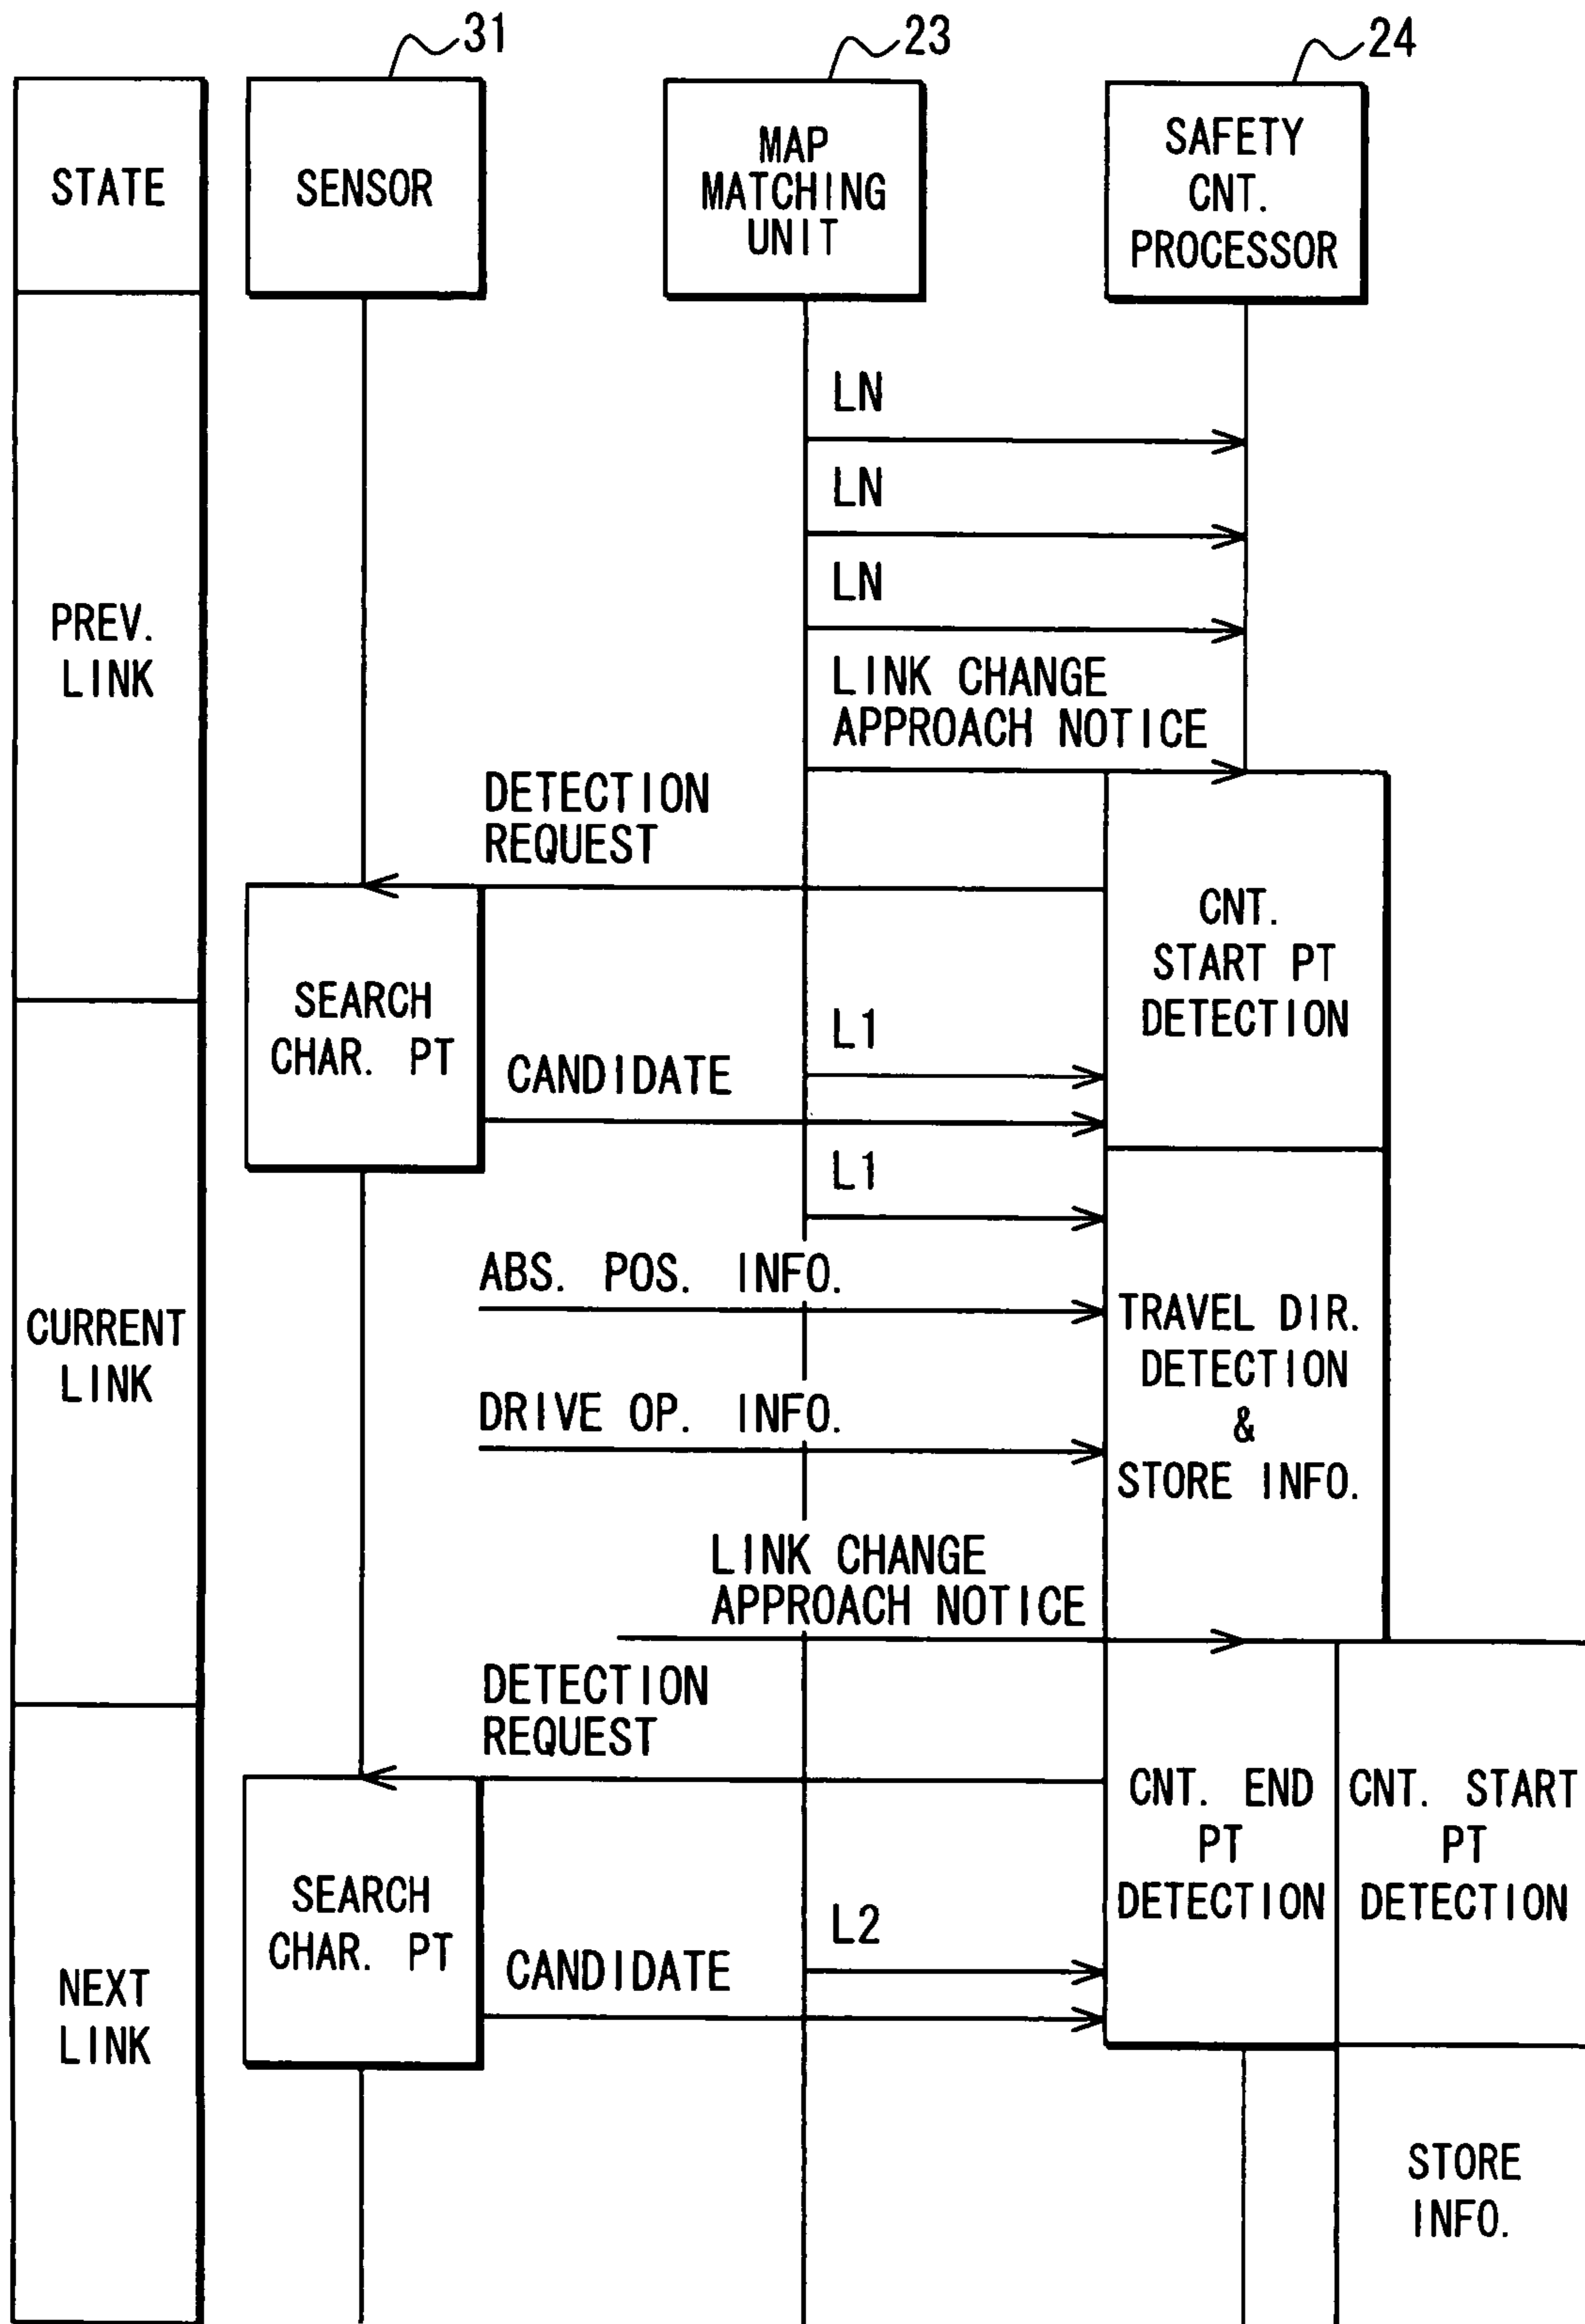 31
23
24
STATE
SENSOR
MAP
MATCHING
UNIT
SAFETY
CNT.
PROCESSOR
LN
LN
LN
PREV.
LINK
LINK CHANGE
APPROACH NOTICE
DETECTION
REQUEST
CNT.
START PT
DETECTION
SEARCH
CHAR. PT
L1
CANDIDATE
L1
ABS. POS. INFO.
TRAVEL DIR.
DETECTION
&
STORE INFO.
CURRENT
LINK
DRIVE OP. INFO.
LINK CHANGE
APPROACH NOTICE
DETECTION
REQUEST
CNT. END
PT
DETECTION
CNT. START
PT
DETECTION
SEARCH
CHAR. PT
L2
CANDIDATE
NEXT
LINK
STORE
INFO.